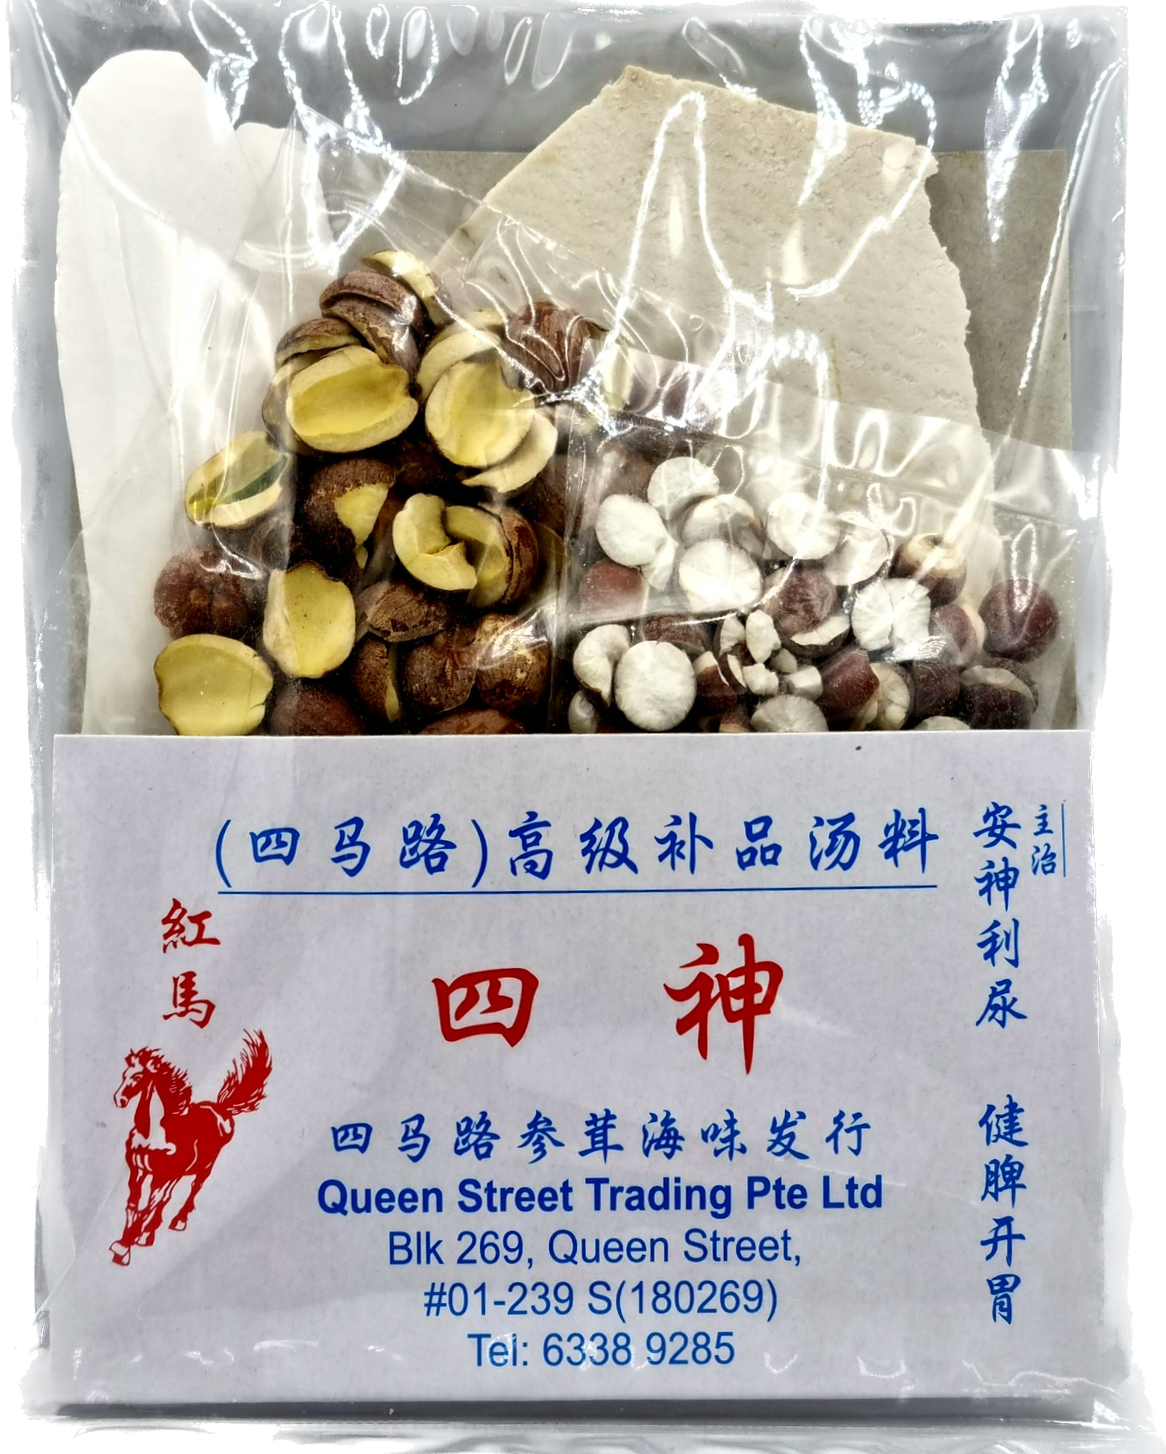 (四马路)高级补品汤料
主治
安神利尿 健脾开胃
紅馬
四神
四马路参茸海味发行
Queen Street Trading Pte Ltd
Blk 269, Queen Street,
#01-239 S(180269)
Tel: 6338 9285